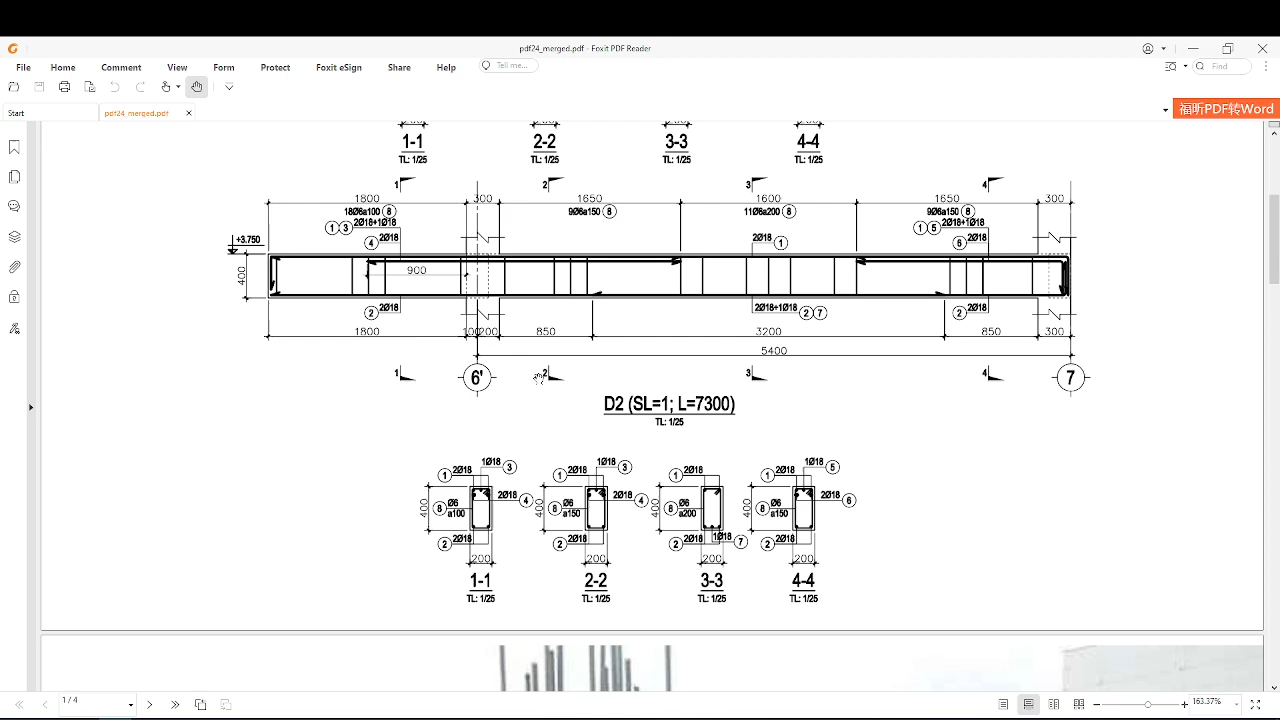 pdf24_merged.pdf - Foxit PDF Reader
File Home Comment View Form Protect Foxit eSign Share Help Tell me... Find
Start pdf24_merged.pdf 福昕PDF转Word
1-1 2-2 3-3 4-4
TL: 1/25 TL: 1/25 TL: 1/25 TL: 1/25
1 2 3 4
1800 300 1650 1600 1650 300
18Ø6a100 8 9Ø6a150 8 11Ø6a200 8 9Ø6a150 8
1 3 2Ø18+1Ø18 1 5 2Ø18+1Ø18
+3.750 4 2Ø18 2Ø18 1 6 2Ø18
400 900
2 2Ø18 2Ø18+1Ø18 2 7 2 2Ø18
1800 100 200 850 3200 850 300
5400
1 2 3 4
6' 7
D2 (SL=1; L=7300)
TL: 1/25
1Ø18 3 1Ø18 3 1Ø18 5
1 2Ø18 1 2Ø18 1 2Ø18 1 2Ø18
2Ø18 4 2Ø18 4 2Ø18 6
400 8 Ø6 400 8 Ø6 400 8 Ø6 400 8 Ø6
a100 a150 a200 a150
2 2Ø18 2 2Ø18 2 2Ø18 1Ø18 7 2 2Ø18
200 200 200 200
1-1 2-2 3-3 4-4
TL: 1/25 TL: 1/25 TL: 1/25 TL: 1/25
1 / 4 163.37%